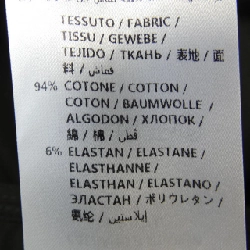 TESSUTO / FABRIC /
TISSU / GEWEBE /
TEJIDO / ТКАНЬ / 表地 / 面
料 / قماش
94% COTONE / COTTON /
COTON / BAUMWOLLE /
ALGODON / ХЛОПОК /
綿 / 棉 / قطن
6% ELASTAN / ELASTANE /
ELASTHANNE /
ELASTHAN / ELASTANO /
ЭЛАСТАН / ポリウレタン /
氨纶 / إيلاستين